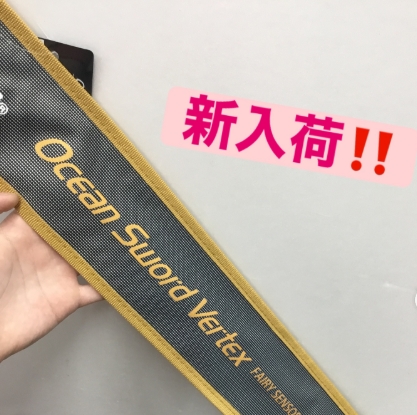 新入荷‼️
®
Ocean Sword Vertex
FAIRY SENSOR